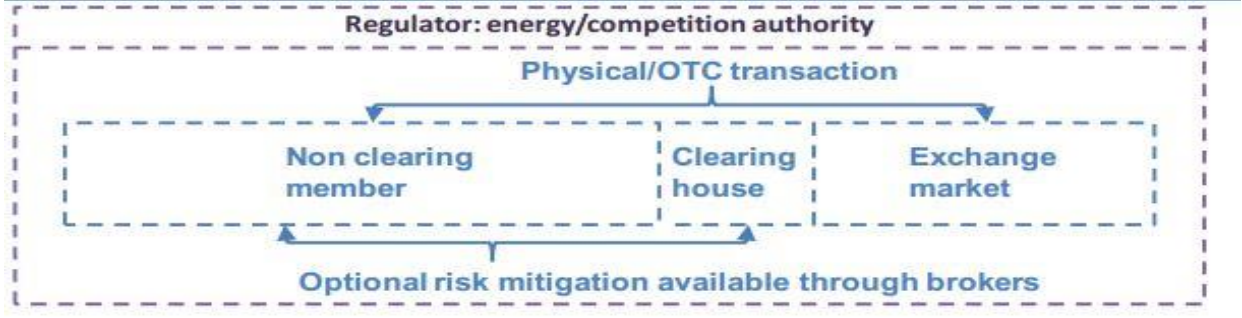 Regulator: energy/competition authority
Physical/OTC transaction
Non clearing
member
Clearing
house
Exchange
market
Optional risk mitigation available through brokers